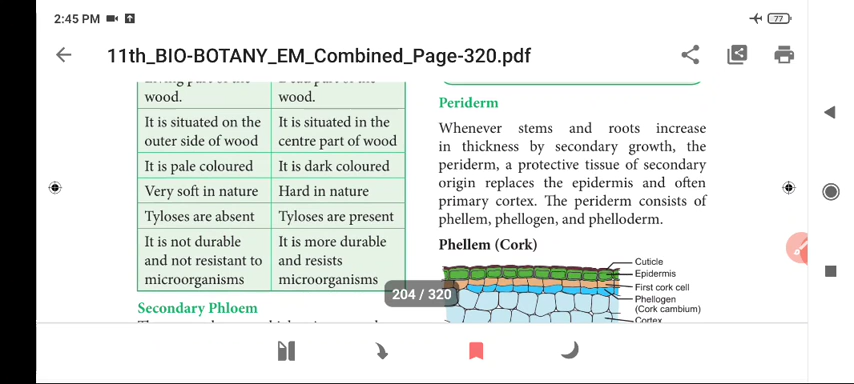 2:45 PM
77
11th_BIO-BOTANY_EM_Combined_Page-320.pdf
wood.
wood.
It is situated on the
outer side of wood
It is situated in the
centre part of wood
It is pale coloured
It is dark coloured
Very soft in nature
Hard in nature
Tyloses are absent
Tyloses are present
It is not durable
and not resistant to
microorganisms
It is more durable
and resists
microorganisms
Secondary Phloem
204 / 320
Periderm
Whenever stems and roots increase
in thickness by secondary growth, the
periderm, a protective tissue of secondary
origin replaces the epidermis and often
primary cortex. The periderm consists of
phellem, phellogen, and phelloderm.
Phellem (Cork)
Cuticle
Epidermis
First cork cell
Phellogen
(Cork cambium)
Cortex